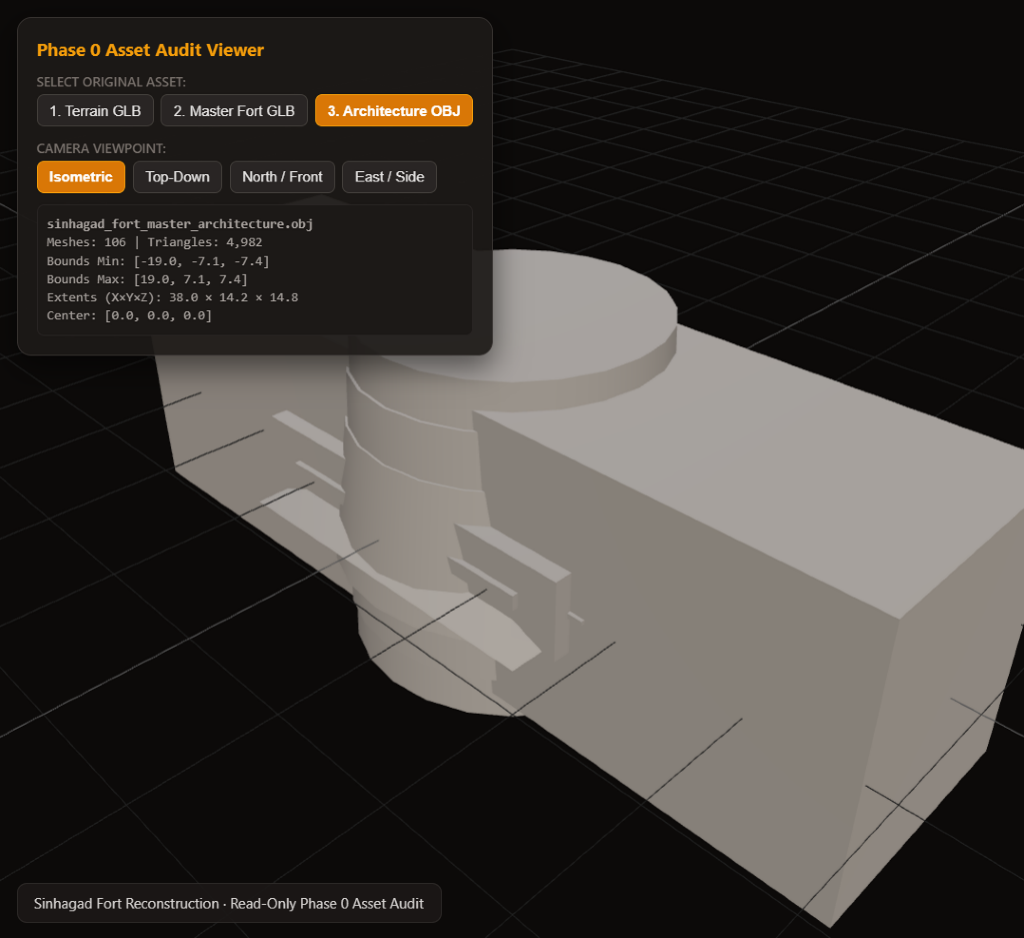 Phase 0 Asset Audit Viewer
SELECT ORIGINAL ASSET:
1. Terrain GLB 2. Master Fort GLB 3. Architecture OBJ
CAMERA VIEWPOINT:
Isometric Top-Down North / Front East / Side
sinhagad_fort_master_architecture.obj
Meshes: 106 | Triangles: 4,982
Bounds Min: [-19.0, -7.1, -7.4]
Bounds Max: [19.0, 7.1, 7.4]
Extents (X×Y×Z): 38.0 × 14.2 × 14.8
Center: [0.0, 0.0, 0.0]
Sinhagad Fort Reconstruction · Read-Only Phase 0 Asset Audit